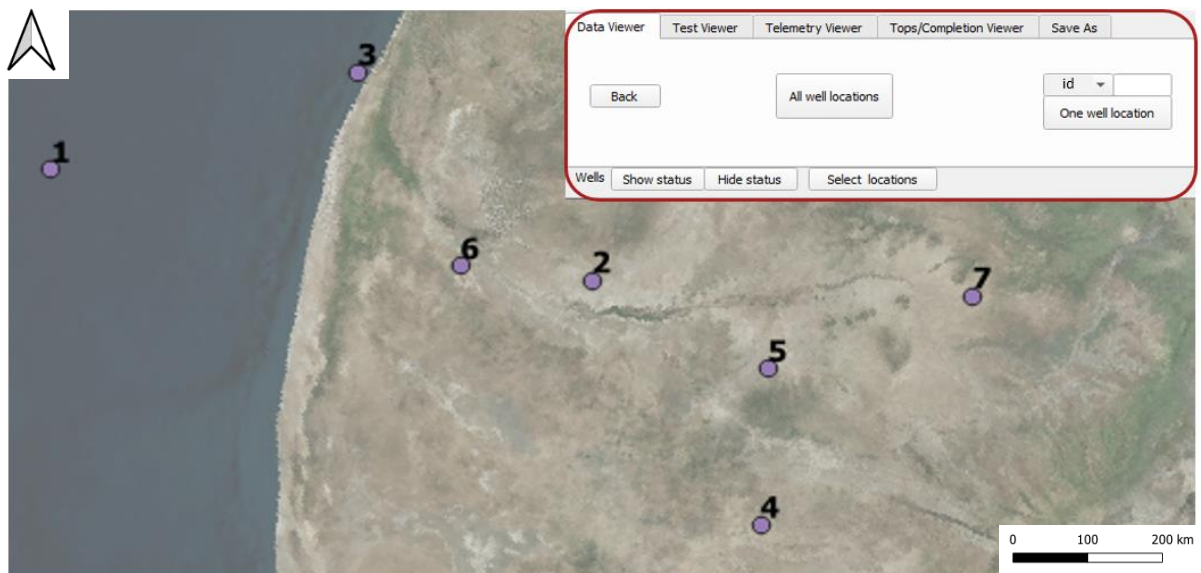 Data Viewer Test Viewer Telemetry Viewer Tops/Completion Viewer Save As
Back All well locations id
One well location
Wells Show status Hide status Select locations
3
1
6 2 7
5
4
0 100 200 km